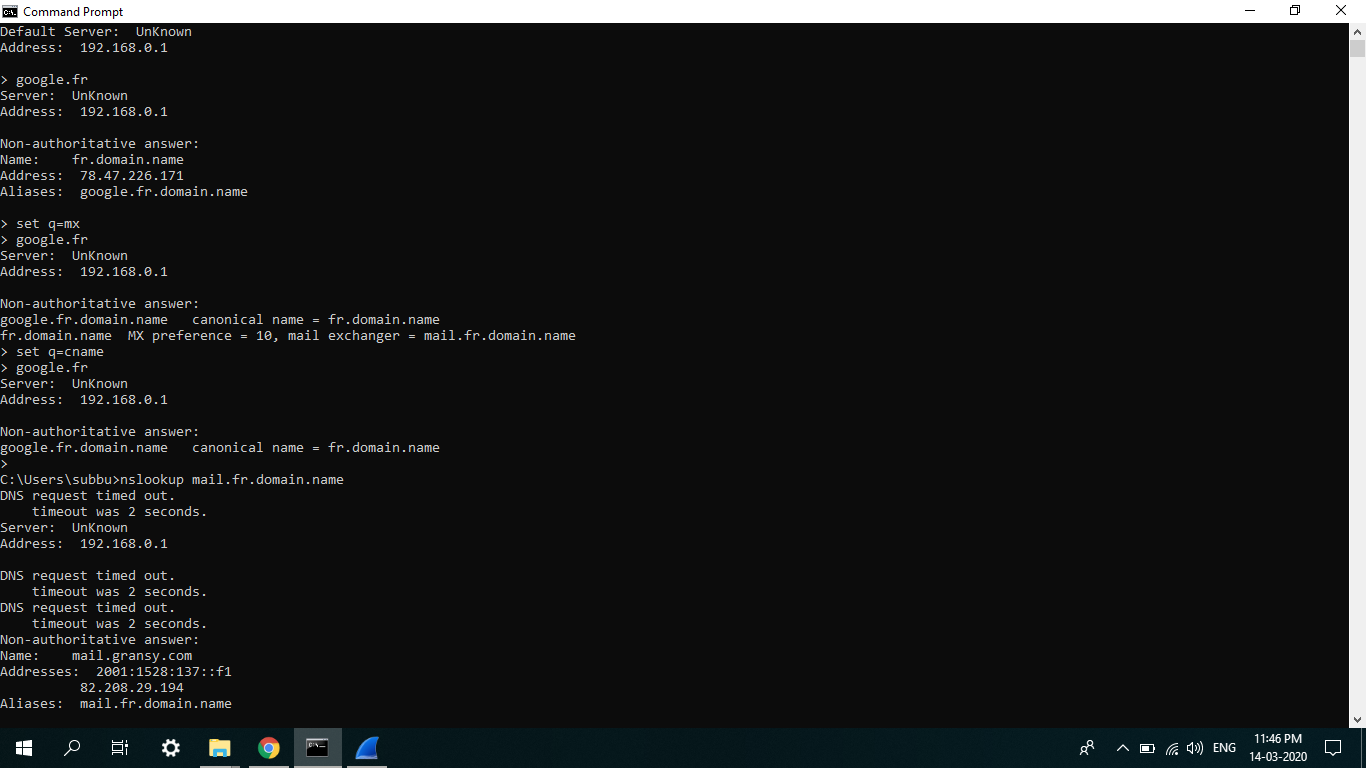 Command Prompt
Default Server:  UnKnown
Address:  192.168.0.1
> google.fr
Server:  UnKnown
Address:  192.168.0.1
Non-authoritative answer:
Name:    fr.domain.name
Address:  78.47.226.171
Aliases:  google.fr.domain.name
> set q=mx
> google.fr
Server:  UnKnown
Address:  192.168.0.1
Non-authoritative answer:
google.fr.domain.name   canonical name = fr.domain.name
fr.domain.name  MX preference = 10, mail exchanger = mail.fr.domain.name
> set q=cname
> google.fr
Server:  UnKnown
Address:  192.168.0.1
Non-authoritative answer:
google.fr.domain.name   canonical name = fr.domain.name
>
C:\Users\subbu>nslookup mail.fr.domain.name
DNS request timed out.
    timeout was 2 seconds.
Server:  UnKnown
Address:  192.168.0.1
DNS request timed out.
    timeout was 2 seconds.
DNS request timed out.
    timeout was 2 seconds.
Non-authoritative answer:
Name:    mail.gransy.com
Addresses:  2001:1528:137::f1
          82.208.29.194
Aliases:  mail.fr.domain.name
ENG
11:46 PM
14-03-2020